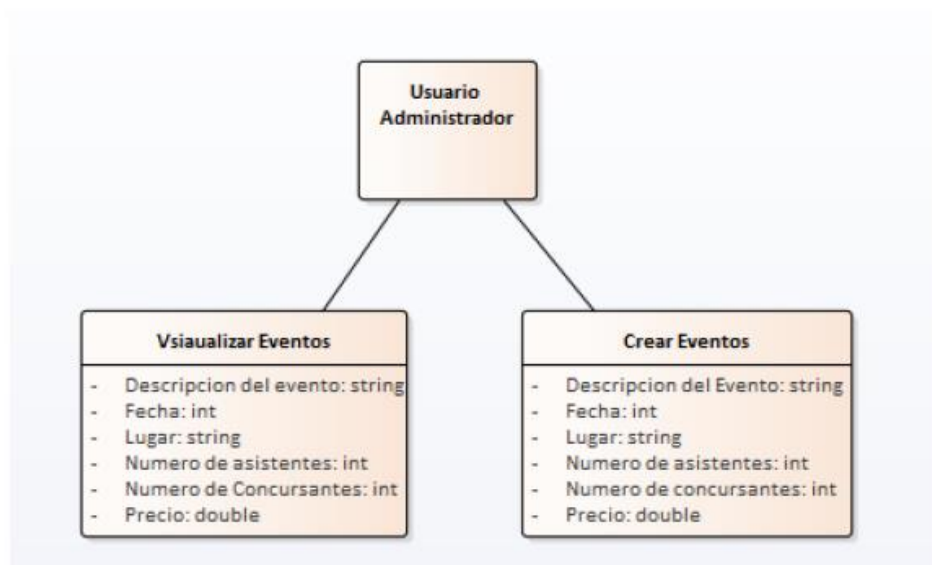 Usuario
Administrador
Vsiaualizar Eventos
- Descripcion del evento: string
- Fecha: int
- Lugar: string
- Numero de asistentes: int
- Numero de Concursantes: int
- Precio: double
Crear Eventos
- Descripcion del Evento: string
- Fecha: int
- Lugar: string
- Numero de asistentes: int
- Numero de concursantes: int
- Precio: double